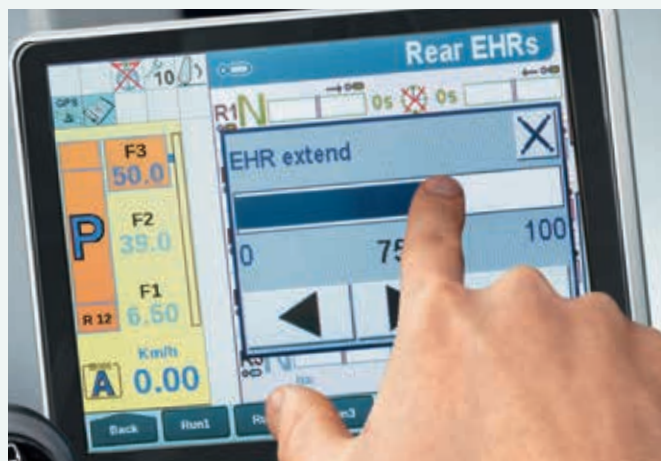 Rear EHRs
10
GPS
R1 N 0s 0s
F3
50.0
EHR extend
P
F2
39.0
0 75 100
F1
6.50
R 12
Km/h
A 0.00
Back Run1